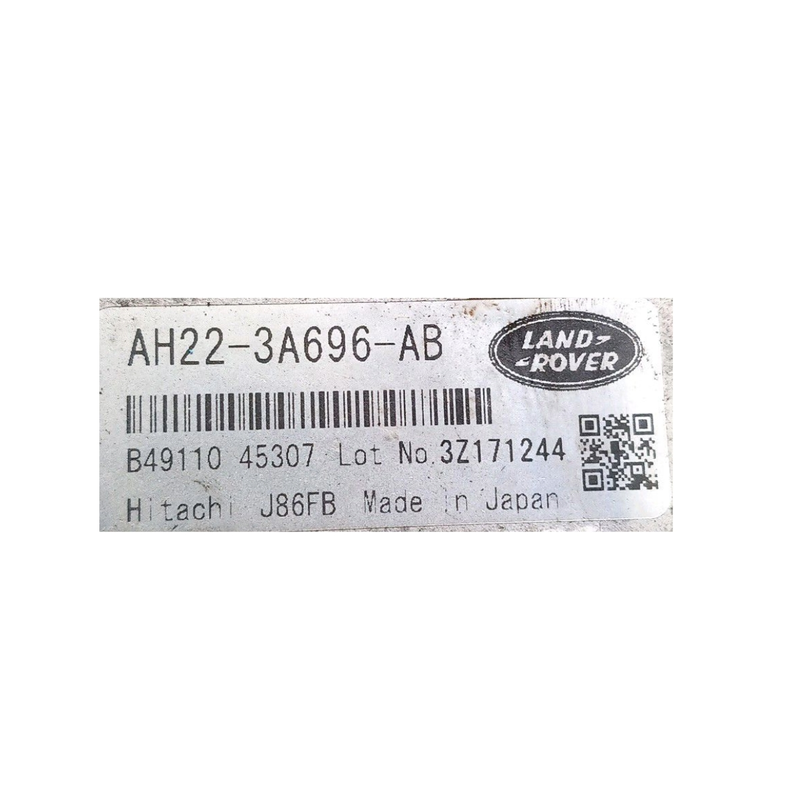 AH22-3A696-AB
LAND-
-ROVER
B49110 45307 Lot No.3Z171244
Hitachi J86FB Made in Japan